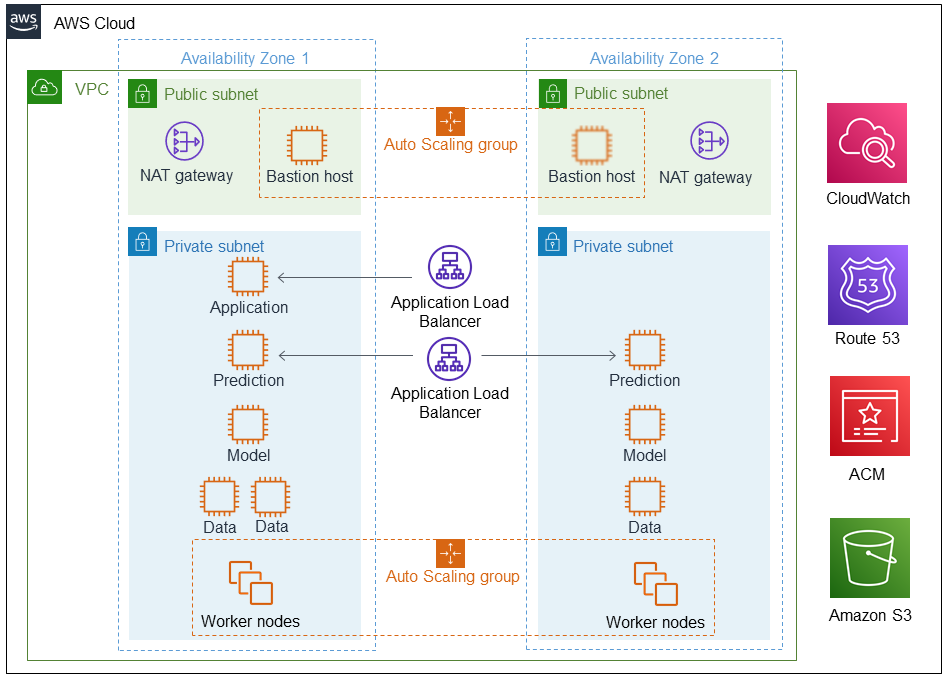 aws
AWS Cloud
Availability Zone 1
Availability Zone 2
VPC
Public subnet
Public subnet
Auto Scaling group
NAT gateway
Bastion host
Bastion host
NAT gateway
CloudWatch
Private subnet
Private subnet
Application
Application Load
Balancer
53
Route 53
Prediction
Application Load
Balancer
Prediction
Model
Model
ACM
Data
Data
Data
Auto Scaling group
Worker nodes
Worker nodes
Amazon S3